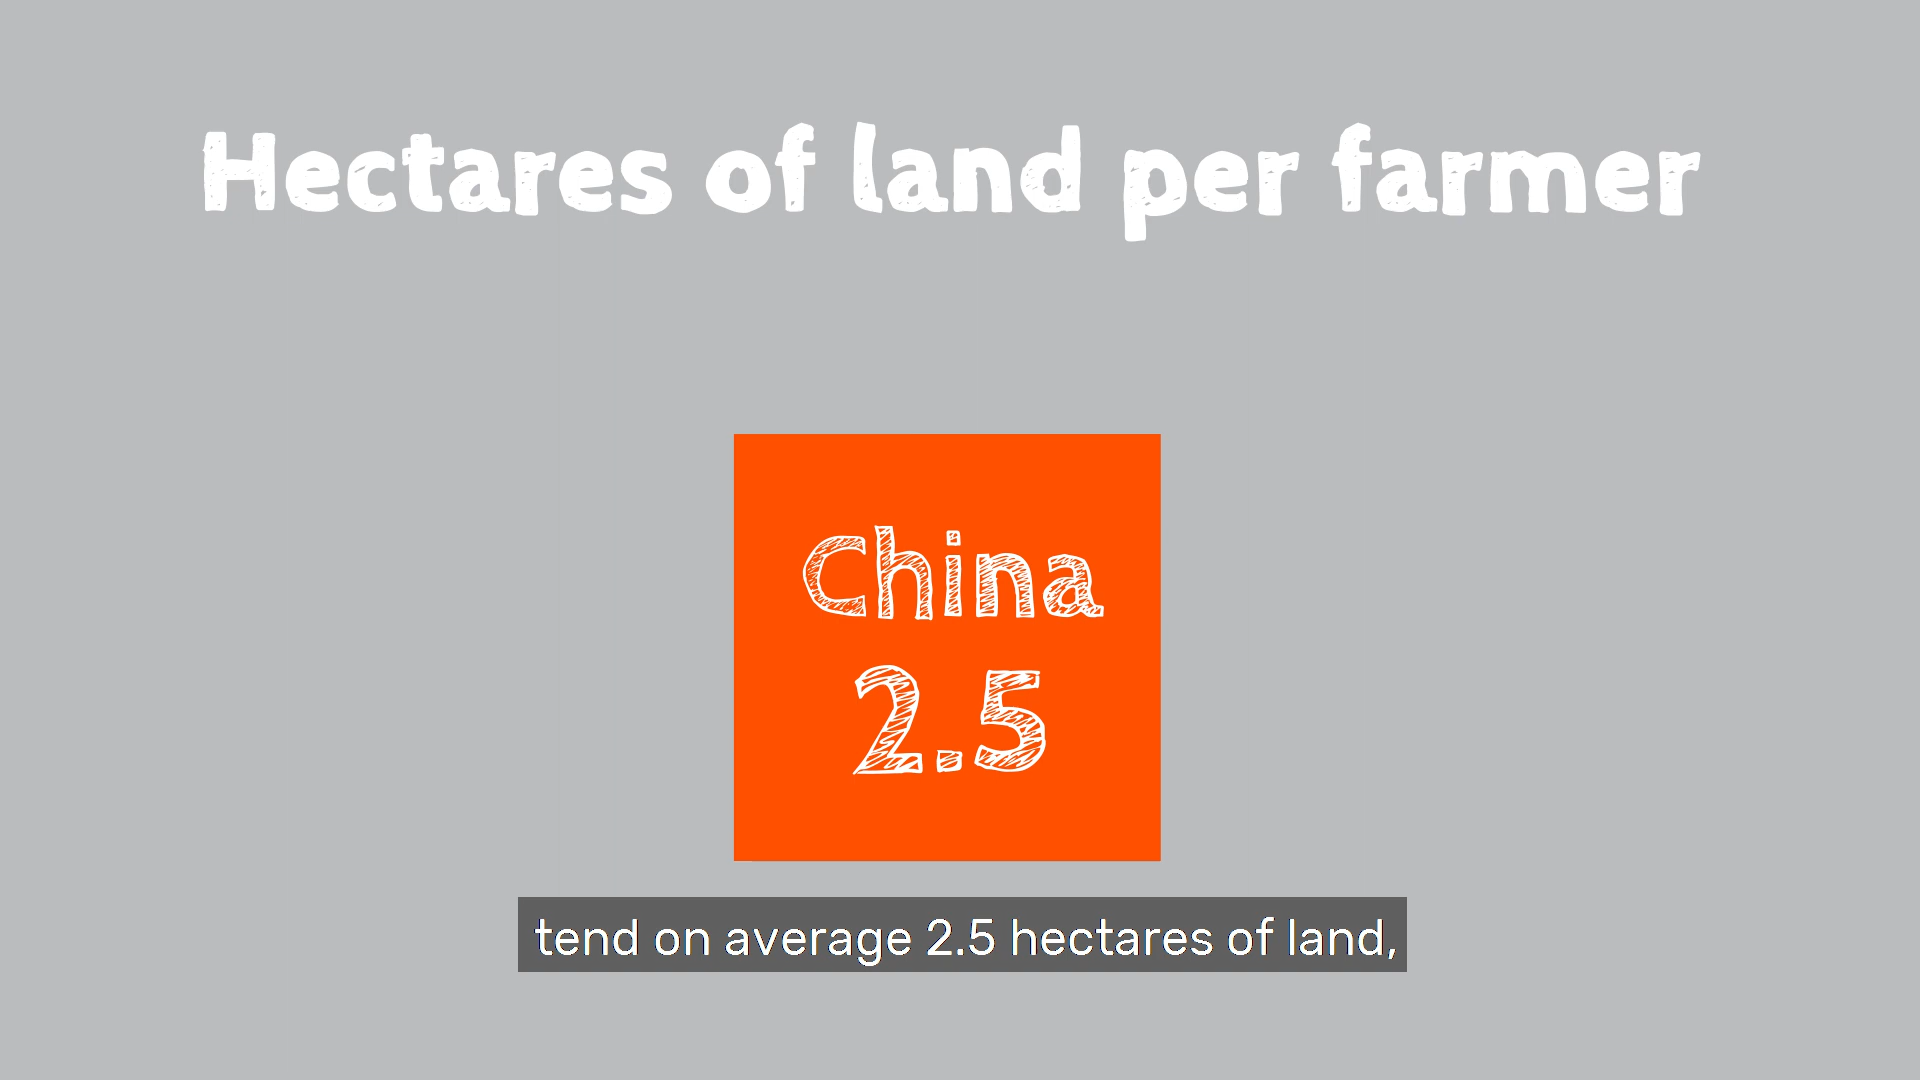 Hectares of land per farmer
China
2.5
tend on average 2.5 hectares of land,